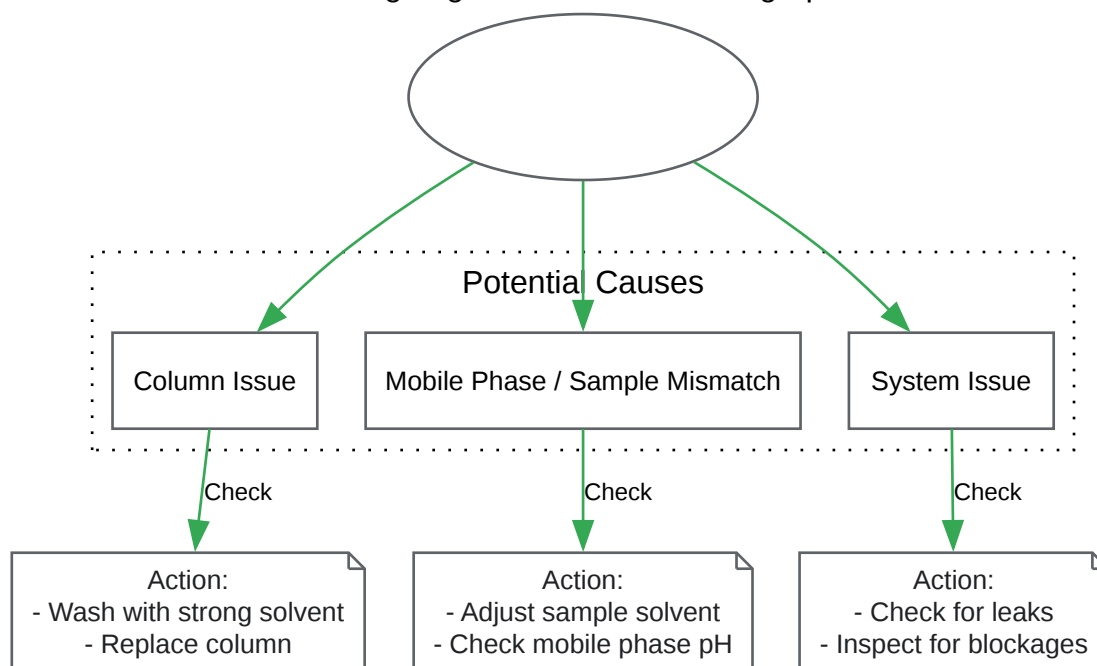 Potential Causes
Column Issue
Mobile Phase / Sample Mismatch
System Issue
Check
Check
Check
Action:
- Wash with strong solvent
- Replace column
Action:
- Adjust sample solvent
- Check mobile phase pH
Action:
- Check for leaks
- Inspect for blockages